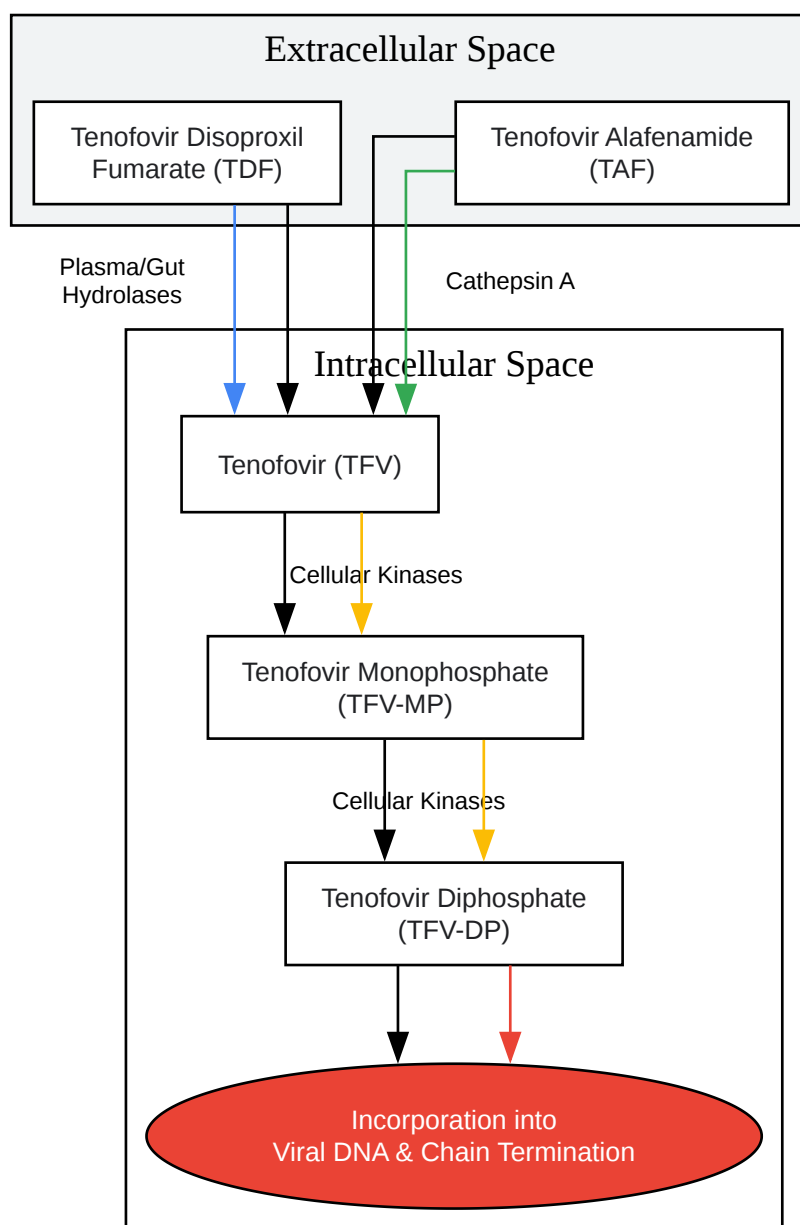 Extracellular Space
Tenofovir Disoproxil
Fumarate (TDF)
Tenofovir Alafenamide
(TAF)
Plasma/Gut
Hydrolases
Cathepsin A
Intracellular Space
Tenofovir (TFV)
Cellular Kinases
Tenofovir Monophosphate
(TFV-MP)
Cellular Kinases
Tenofovir Diphosphate
(TFV-DP)
Incorporation into
Viral DNA & Chain Termination